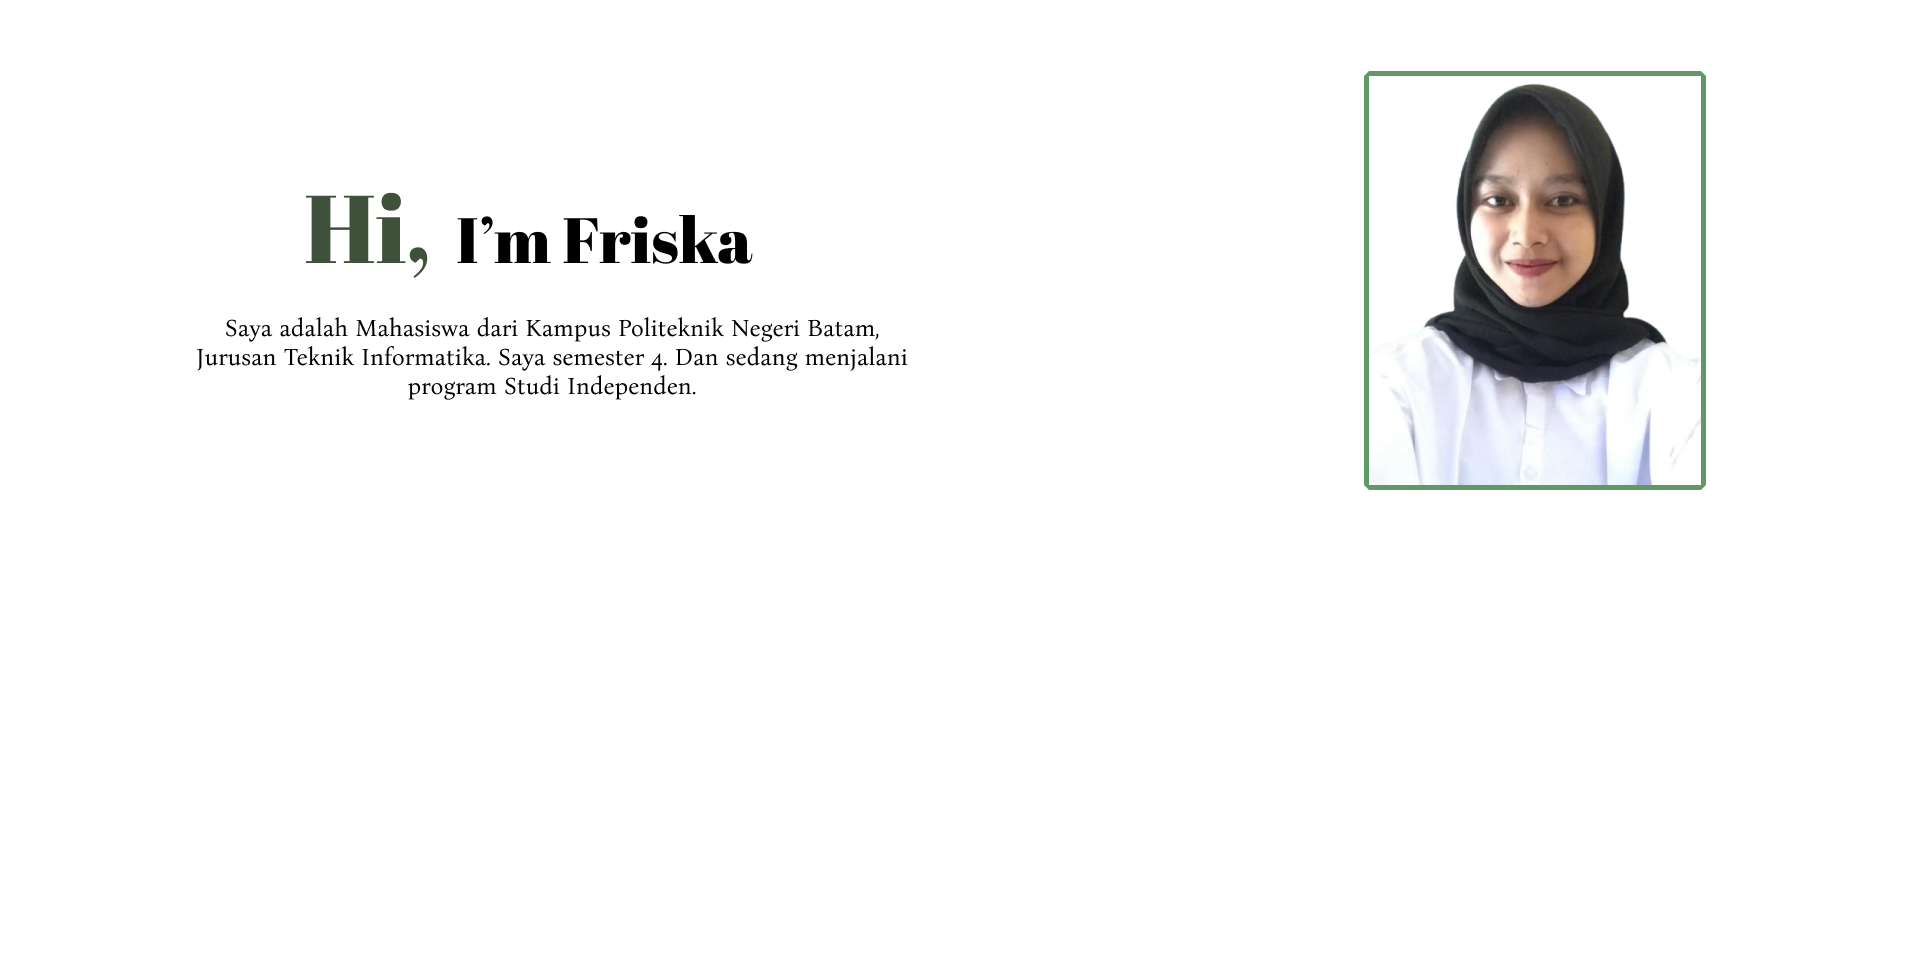 Hi, I’m Friska
Saya adalah Mahasiswa dari Kampus Politeknik Negeri Batam,
Jurusan Teknik Informatika. Saya semester 4. Dan sedang menjalani
program Studi Independen.